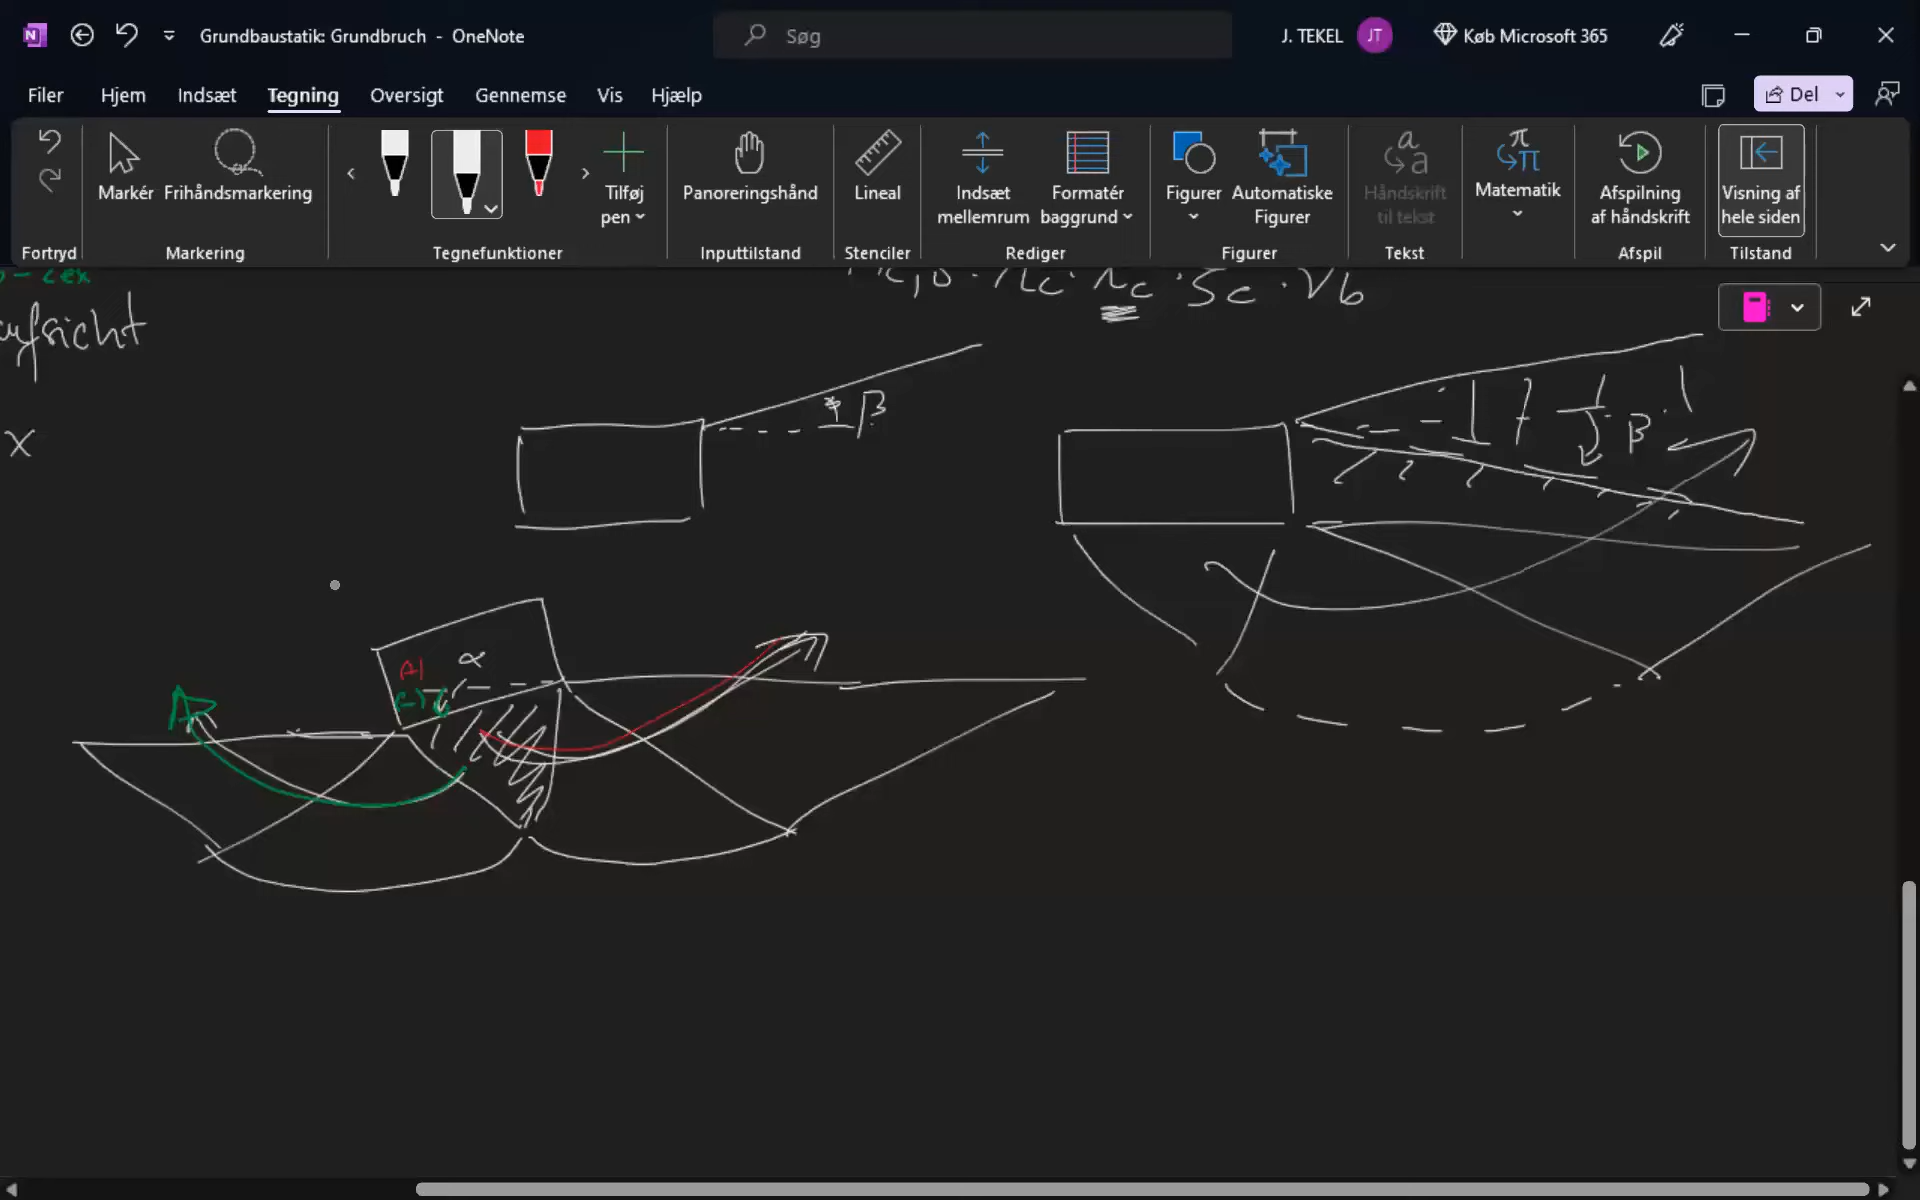 Grundbaustatik: Grundbruch - OneNote
Søg
J. TEKEL
JT
Køb Microsoft 365
Filer
Hjem
Indsæt
Tegning
Oversigt
Gennemse
Vis
Hjælp
Del
Fortryd
Markér
Frihåndsmarkering
Markering
Tilføj
pen
Tegnefunktioner
Panoreringshånd
Inputtilstand
Lineal
Stenciler
Indsæt
mellemrum
Formatér
baggrund
Rediger
Figurer
Automatiske
Figurer
Figurer
Håndskrift
til tekst
Tekst
Matematik
Afspilning
af håndskrift
Afspil
Visning af
hele siden
Tilstand
ufsicht
x
β
β
α